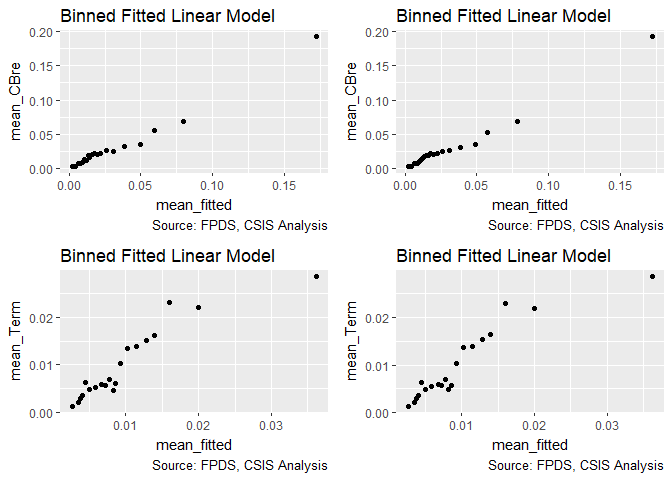 Binned Fitted Linear Model
mean_CBre
0.20
0.15
0.10
0.05
0.00
0.00 0.05 0.10 0.15
mean_fitted
Source: FPDS, CSIS Analysis
Binned Fitted Linear Model
mean_CBre
0.20
0.15
0.10
0.05
0.00
0.00 0.05 0.10 0.15
mean_fitted
Source: FPDS, CSIS Analysis
Binned Fitted Linear Model
mean_Term
0.02
0.01
0.00
0.01 0.02 0.03
mean_fitted
Source: FPDS, CSIS Analysis
Binned Fitted Linear Model
mean_Term
0.02
0.01
0.00
0.01 0.02 0.03
mean_fitted
Source: FPDS, CSIS Analysis